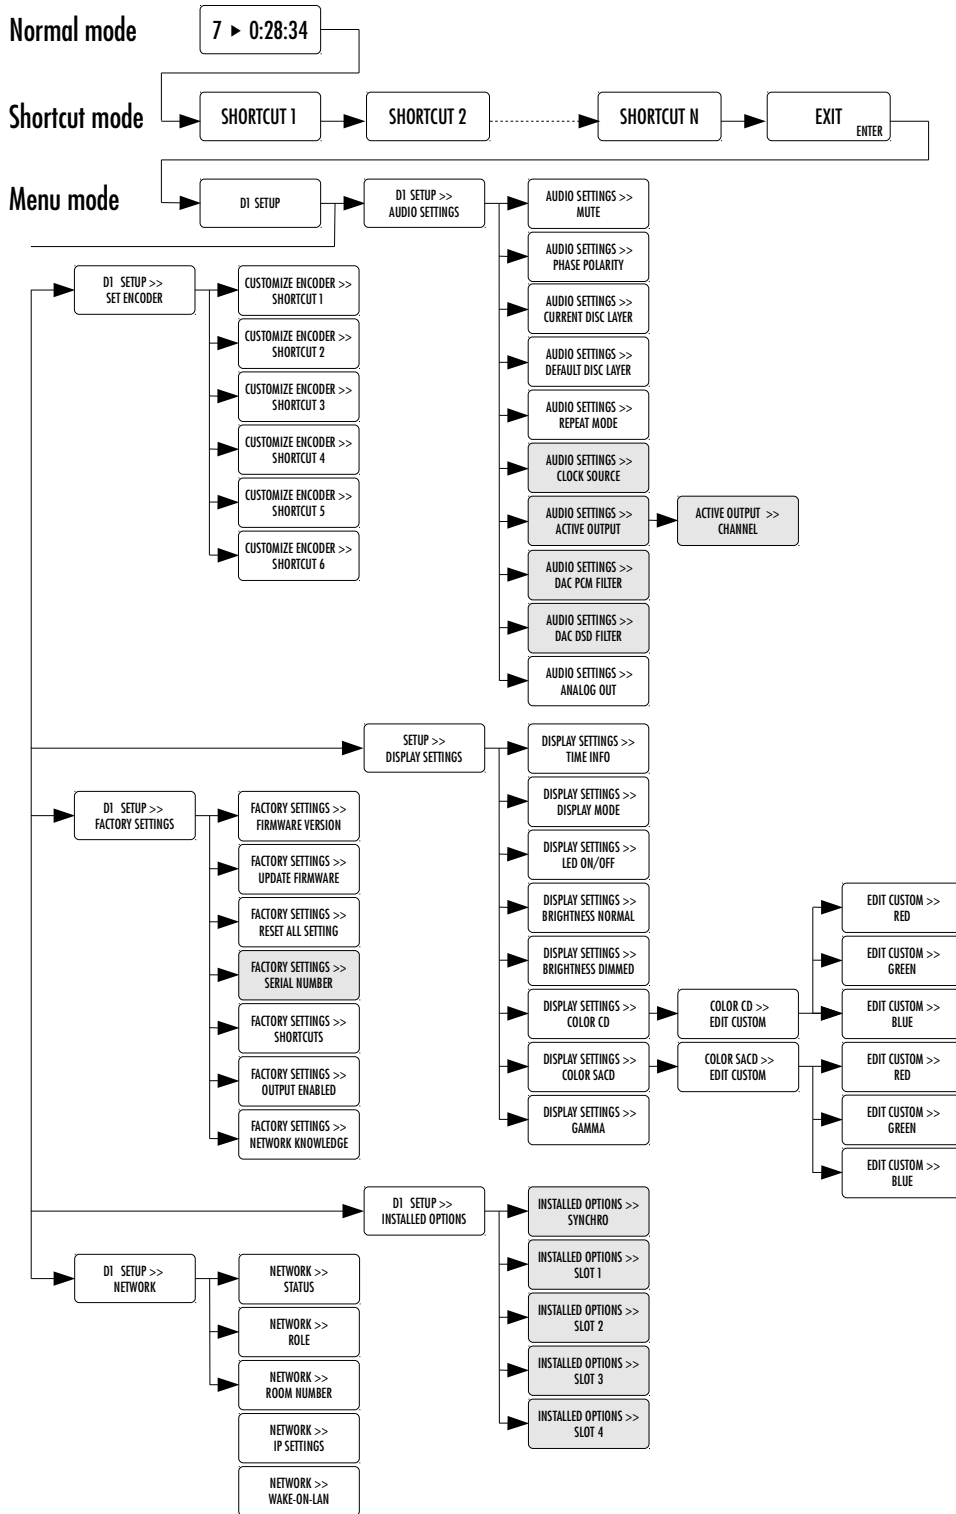 Normal mode
7 ▶ 0:28:34
Shortcut mode
SHORTCUT 1
SHORTCUT 2
SHORTCUT N
EXIT
ENTER
Menu mode
D1 SETUP
D1 SETUP >>
AUDIO SETTINGS
AUDIO SETTINGS >>
MUTE
AUDIO SETTINGS >>
PHASE POLARITY
AUDIO SETTINGS >>
CURRENT DISC LAYER
AUDIO SETTINGS >>
DEFAULT DISC LAYER
AUDIO SETTINGS >>
REPEAT MODE
AUDIO SETTINGS >>
CLOCK SOURCE
AUDIO SETTINGS >>
ACTIVE OUTPUT
ACTIVE OUTPUT >>
CHANNEL
AUDIO SETTINGS >>
DAC PCM FILTER
AUDIO SETTINGS >>
DAC DSD FILTER
AUDIO SETTINGS >>
ANALOG OUT
D1 SETUP >>
SET ENCODER
CUSTOMIZE ENCODER >>
SHORTCUT 1
CUSTOMIZE ENCODER >>
SHORTCUT 2
CUSTOMIZE ENCODER >>
SHORTCUT 3
CUSTOMIZE ENCODER >>
SHORTCUT 4
CUSTOMIZE ENCODER >>
SHORTCUT 5
CUSTOMIZE ENCODER >>
SHORTCUT 6
SETUP >>
DISPLAY SETTINGS
DISPLAY SETTINGS >>
TIME INFO
DISPLAY SETTINGS >>
DISPLAY MODE
DISPLAY SETTINGS >>
LED ON/OFF
DISPLAY SETTINGS >>
BRIGHTNESS NORMAL
DISPLAY SETTINGS >>
BRIGHTNESS DIMMED
DISPLAY SETTINGS >>
COLOR CD
COLOR CD >>
EDIT CUSTOM
EDIT CUSTOM >>
RED
EDIT CUSTOM >>
GREEN
EDIT CUSTOM >>
BLUE
DISPLAY SETTINGS >>
COLOR SACD
COLOR SACD >>
EDIT CUSTOM
EDIT CUSTOM >>
RED
EDIT CUSTOM >>
GREEN
EDIT CUSTOM >>
BLUE
DISPLAY SETTINGS >>
GAMMA
D1 SETUP >>
FACTORY SETTINGS
FACTORY SETTINGS >>
FIRMWARE VERSION
FACTORY SETTINGS >>
UPDATE FIRMWARE
FACTORY SETTINGS >>
RESET ALL SETTING
FACTORY SETTINGS >>
SERIAL NUMBER
FACTORY SETTINGS >>
SHORTCUTS
FACTORY SETTINGS >>
OUTPUT ENABLED
FACTORY SETTINGS >>
NETWORK KNOWLEDGE
D1 SETUP >>
INSTALLED OPTIONS
INSTALLED OPTIONS >>
SYNCHRO
INSTALLED OPTIONS >>
SLOT 1
INSTALLED OPTIONS >>
SLOT 2
INSTALLED OPTIONS >>
SLOT 3
INSTALLED OPTIONS >>
SLOT 4
D1 SETUP >>
NETWORK
NETWORK >>
STATUS
NETWORK >>
ROLE
NETWORK >>
ROOM NUMBER
NETWORK >>
IP SETTINGS
NETWORK >>
WAKE-ON-LAN